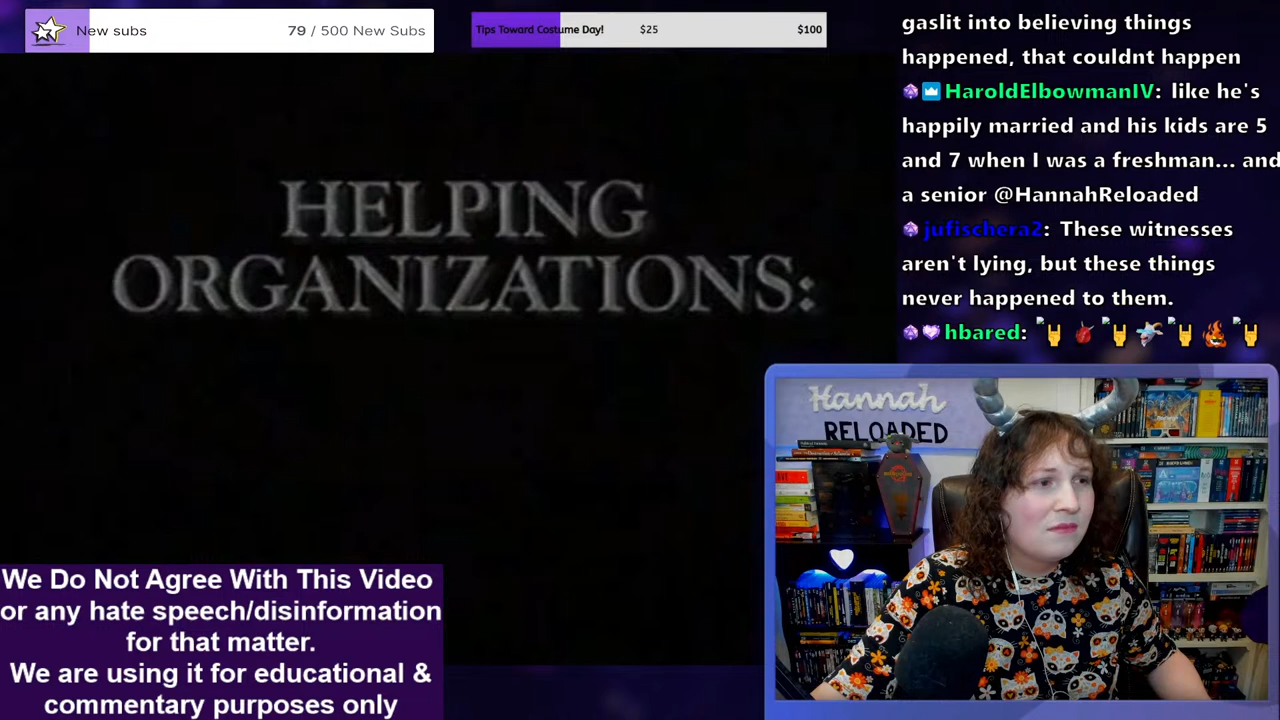 New subs
79 / 500 New Subs
Tips Toward Costume Day!
$25
$100
HELPING
ORGANIZATIONS:
gaslit into believing things
happened, that couldnt happen
HaroldElbowmanIV: like he's
happily married and his kids are 5
and 7 when I was a freshman... and
a senior @HannahReloaded
jufischera2: These witnesses
aren't lying, but these things
never happened to them.
hbared:
Hannah
RELOADED
We Do Not Agree With This Video
or any hate speech/disinformation
for that matter.
We are using it for educational &
commentary purposes only